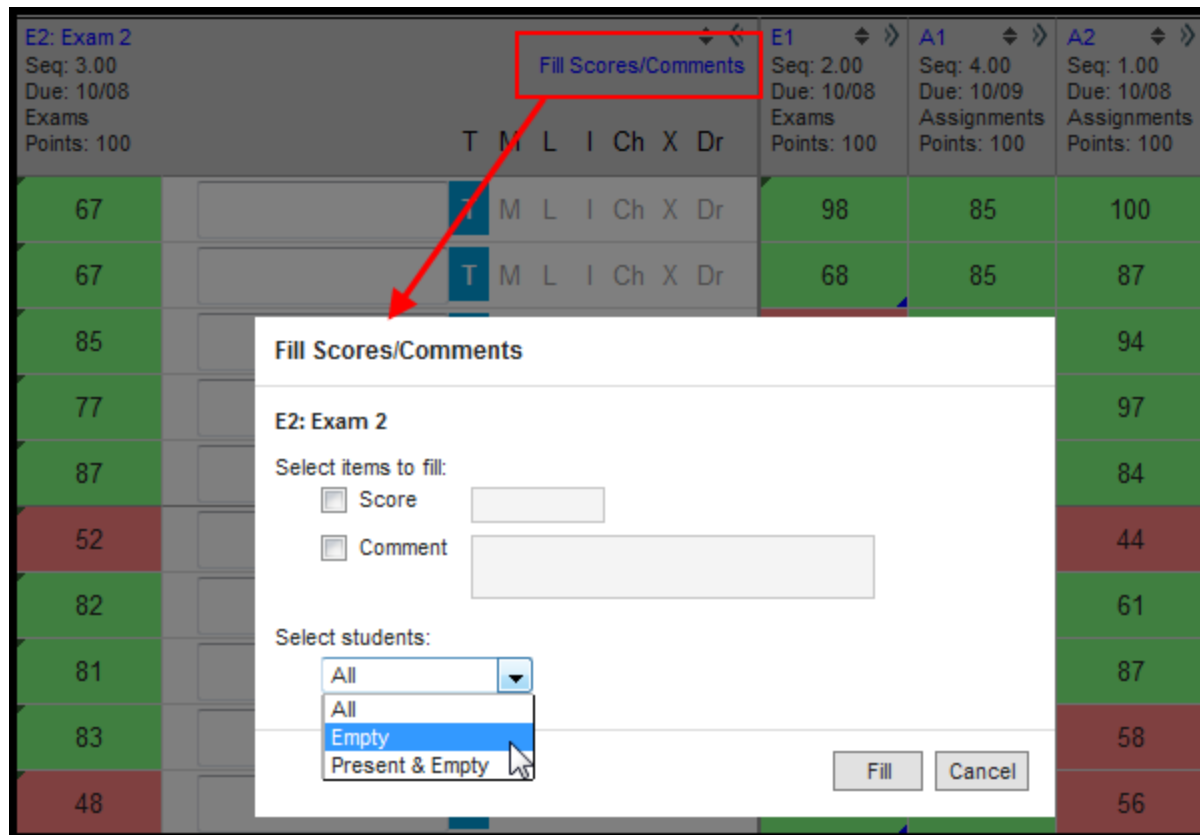 E2: Exam 2
Seq: 3.00
Due: 10/08
Exams
Points: 100
Fill Scores/Comments
T M L I Ch X Dr
E1
Seq: 2.00
Due: 10/08
Exams
Points: 100
A1
Seq: 4.00
Due: 10/09
Assignments
Points: 100
A2
Seq: 1.00
Due: 10/08
Assignments
Points: 100
67 T M L I Ch X Dr 98 85 100
67 T M L I Ch X Dr 68 85 87
85 94
77 97
87 84
52 44
82 61
81 87
83 58
48 56
Fill Scores/Comments
E2: Exam 2
Select items to fill:
Score
Comment
Select students:
All
All
Empty
Present & Empty
Fill Cancel